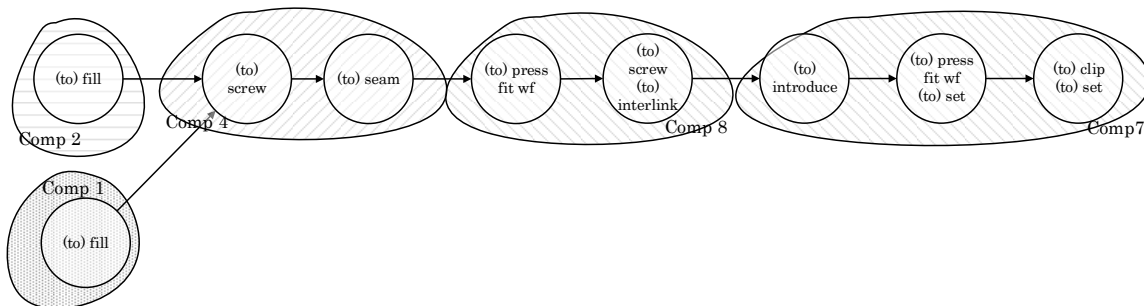 (to) fill
Comp 2
(to)
screw
(to) seam
Comp 4
(to) press
fit wf
(to)
screw
(to)
interlink
Comp 8
(to)
introduce
(to) press
fit wf
(to) set
(to) clip
(to) set
Comp7
Comp 1
(to) fill